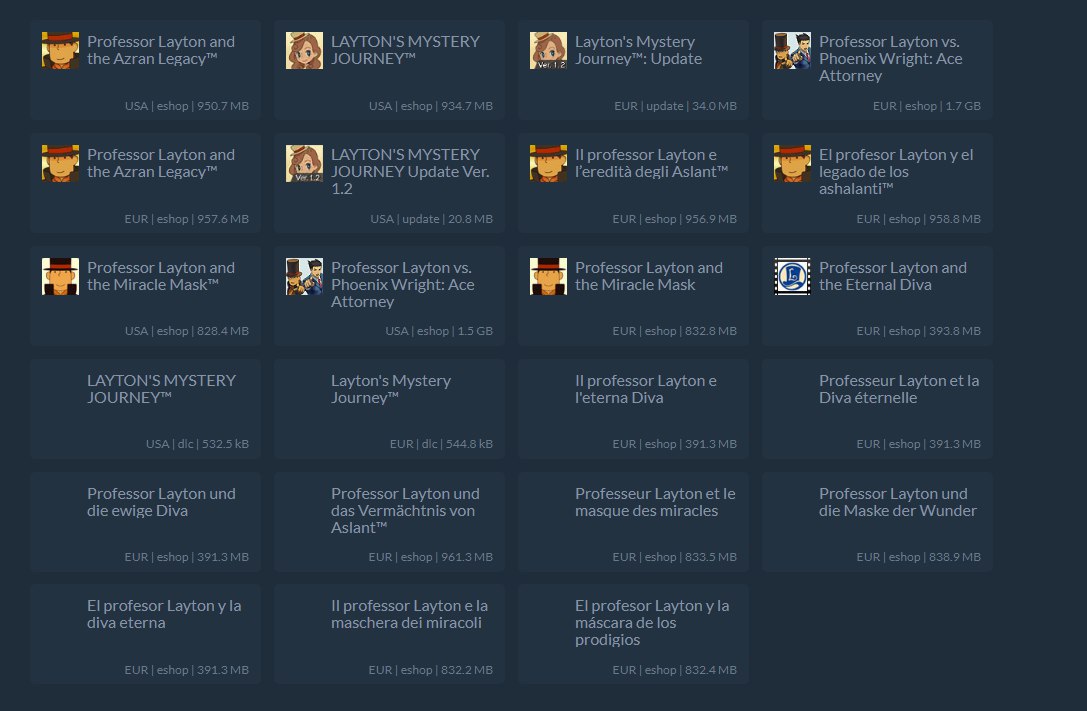 Professor Layton and
the Azran Legacy™
USA | eshop | 950.7 MB
LAYTON'S MYSTERY
JOURNEY™
USA | eshop | 934.7 MB
Layton's Mystery
Journey™: Update
Ver. 1.2
EUR | update | 34.0 MB
Professor Layton vs.
Phoenix Wright: Ace
Attorney
EUR | eshop | 1.7 GB
Professor Layton and
the Azran Legacy™
EUR | eshop | 957.6 MB
LAYTON'S MYSTERY
JOURNEY Update Ver.
1.2
Ver. 1.2
USA | update | 20.8 MB
Il professor Layton e
l'eredità degli Aslant™
EUR | eshop | 956.9 MB
El profesor Layton y el
legado de los
ashalanti™
EUR | eshop | 958.8 MB
Professor Layton and
the Miracle Mask™
USA | eshop | 828.4 MB
Professor Layton vs.
Phoenix Wright: Ace
Attorney
USA | eshop | 1.5 GB
Professor Layton and
the Miracle Mask
EUR | eshop | 832.8 MB
Professor Layton and
the Eternal Diva
EUR | eshop | 393.8 MB
LAYTON'S MYSTERY
JOURNEY™
USA | dlc | 532.5 kB
Layton's Mystery
Journey™
EUR | dlc | 544.8 kB
Il professor Layton e
l'eterna Diva
EUR | eshop | 391.3 MB
Professeur Layton et la
Diva éternelle
EUR | eshop | 391.3 MB
Professor Layton und
die ewige Diva
EUR | eshop | 391.3 MB
Professor Layton und
das Vermächtnis von
Aslant™
EUR | eshop | 961.3 MB
Professeur Layton et le
masque des miracles
EUR | eshop | 833.5 MB
Professor Layton und
die Maske der Wunder
EUR | eshop | 838.9 MB
El profesor Layton y la
diva eterna
EUR | eshop | 391.3 MB
Il professor Layton e la
maschera dei miracoli
EUR | eshop | 832.2 MB
El profesor Layton y la
máscara de los
prodigios
EUR | eshop | 832.4 MB